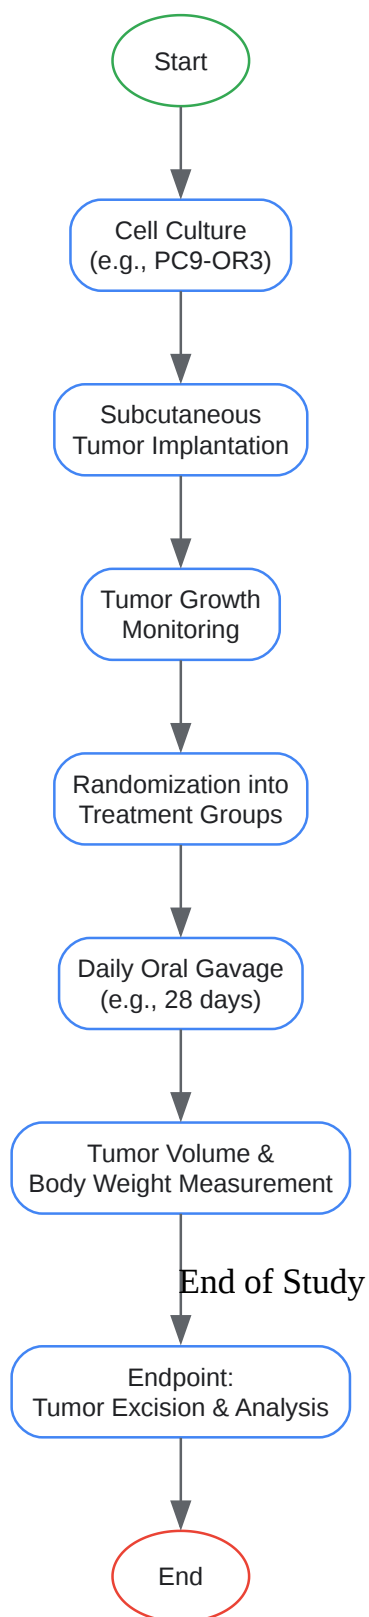 Start
Cell Culture
(e.g., PC9-OR3)
Subcutaneous
Tumor Implantation
Tumor Growth
Monitoring
Randomization into
Treatment Groups
Daily Oral Gavage
(e.g., 28 days)
Tumor Volume &
Body Weight Measurement
End of Study
Endpoint:
Tumor Excision & Analysis
End